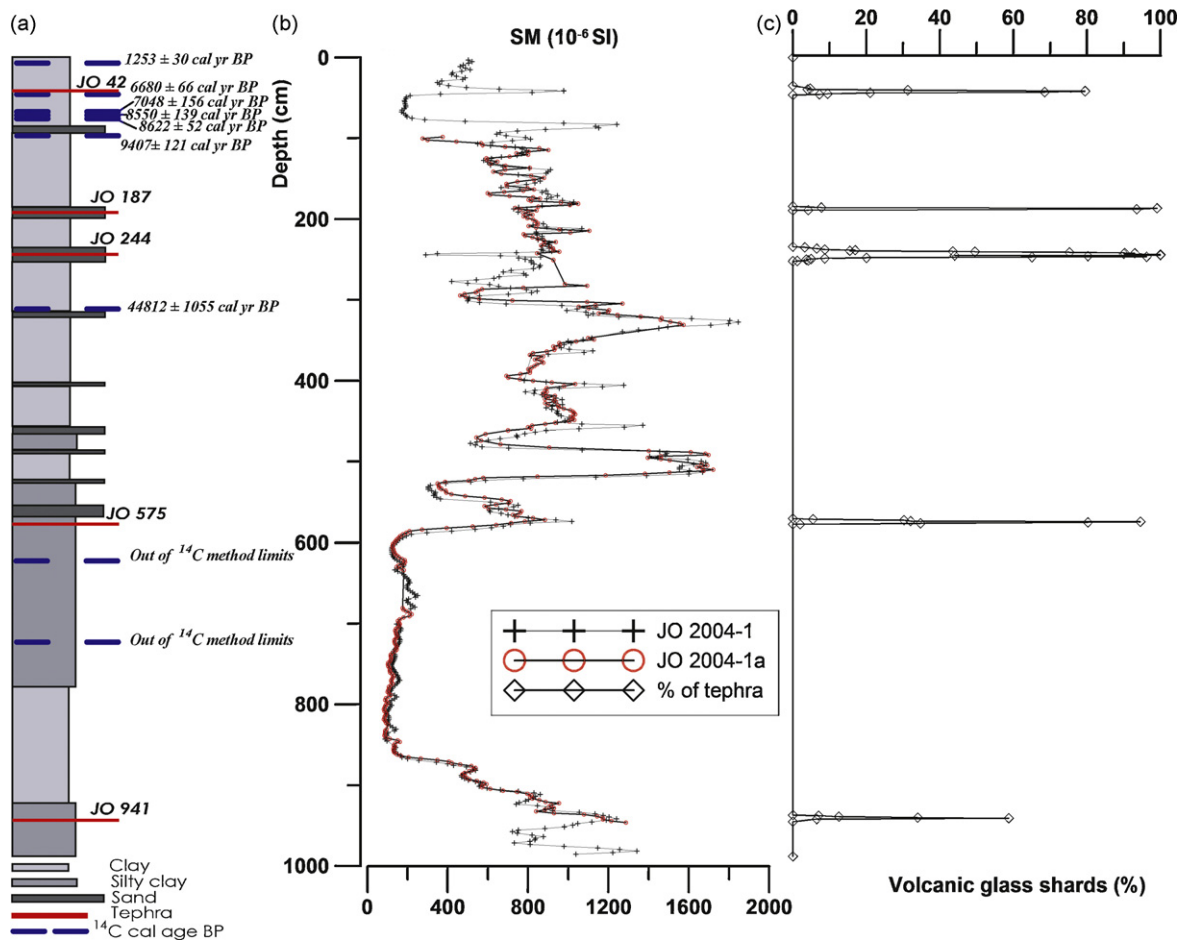 (a)
1253 ± 30 cal yr BP
JO 42
6680 ± 66 cal yr BP
7048 ± 156 cal yr BP
8550 ± 139 cal yr BP
8622 ± 52 cal yr BP
9407± 121 cal yr BP
JO 187
JO 244
44812 ± 1055 cal yr BP
JO 575
Out of 14C method limits
Out of 14C method limits
JO 941
Clay
Silty clay
Sand
Tephra
14C cal age BP
(b)
SM (10-6 SI)
Depth (cm)
0
200
400
600
800
1000
0 400 800 1200 1600 2000
JO 2004-1
JO 2004-1a
% of tephra
(c)
0 20 40 60 80 100
Volcanic glass shards (%)